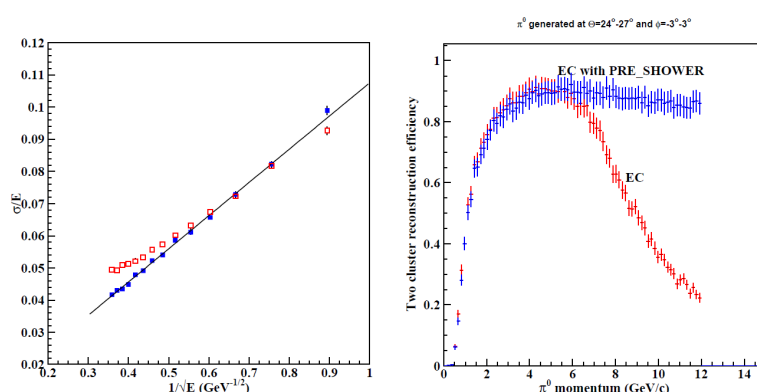 π⁰ generated at Θ=24°-27° and ϕ=-3°-3°
0.12
0.11
0.1
0.09
0.08
0.07
0.06
0.05
0.04
0.03
0.02
σ/E
0.2 0.3 0.4 0.5 0.6 0.7 0.8 0.9 1
1/√E (GeV⁻¹/²)
1
0.8
0.6
0.4
0.2
0
Two cluster reconstruction efficiency
EC with PRE_SHOWER
EC
0 2 4 6 8 10 12 14
π⁰ momentum (GeV/c)